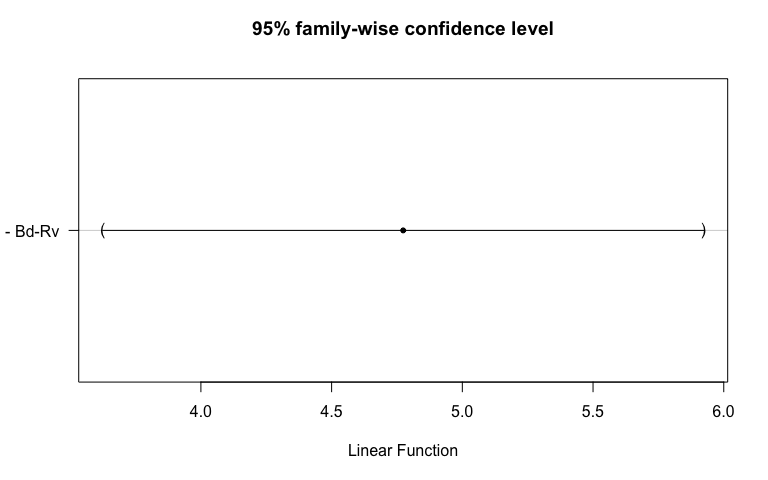 95% family-wise confidence level
- Bd-Rv
4.0 4.5 5.0 5.5 6.0
Linear Function